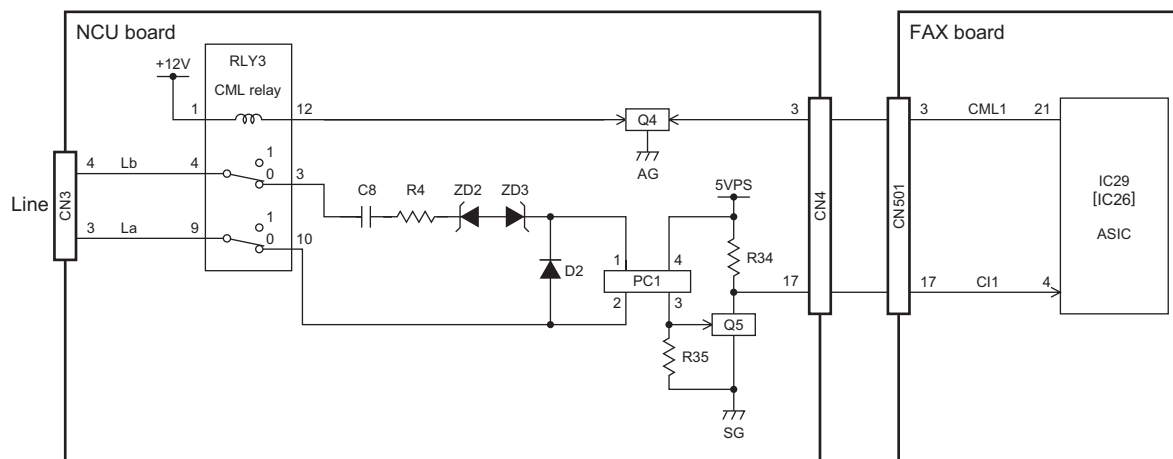 NCU board
FAX board
+12V
RLY3
CML relay
1
12
Q4
AG
3
3
CML1
21
4
Lb
4
1
0
3
C8
R4
ZD2
ZD3
5VPS
Line
CN3
CN4
CN501
IC29
[IC26]
ASIC
3
La
9
1
0
10
D2
1
4
PC1
2
3
R34
17
17
CI1
4
Q5
R35
SG